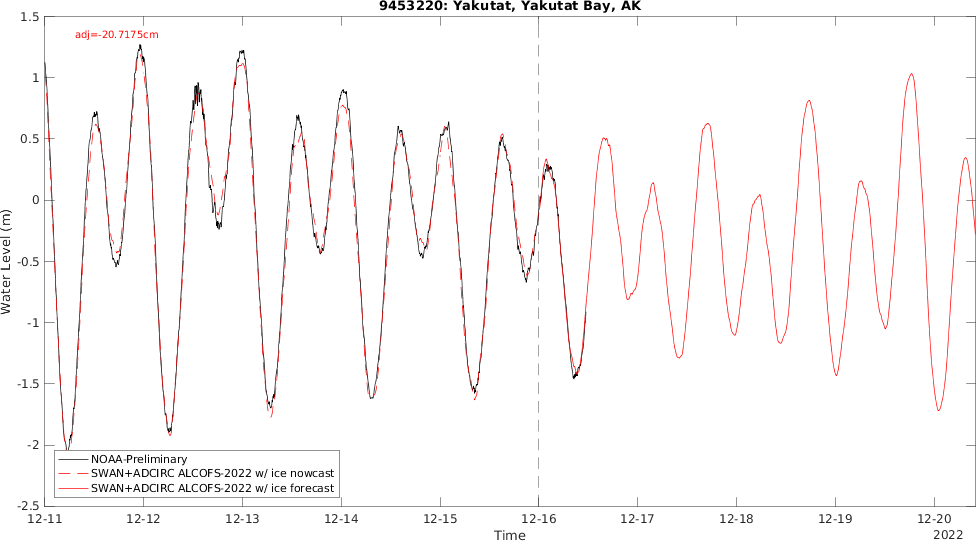 9453220: Yakutat, Yakutat Bay, AK
adj=-20.7175cm
1.5
1
0.5
0
-0.5
-1
-1.5
-2
-2.5
Water Level (m)
NOAA-Preliminary
SWAN+ADCIRC ALCOFS-2022 w/ ice nowcast
SWAN+ADCIRC ALCOFS-2022 w/ ice forecast
12-11 12-12 12-13 12-14 12-15 12-16 12-17 12-18 12-19 12-20
Time
2022